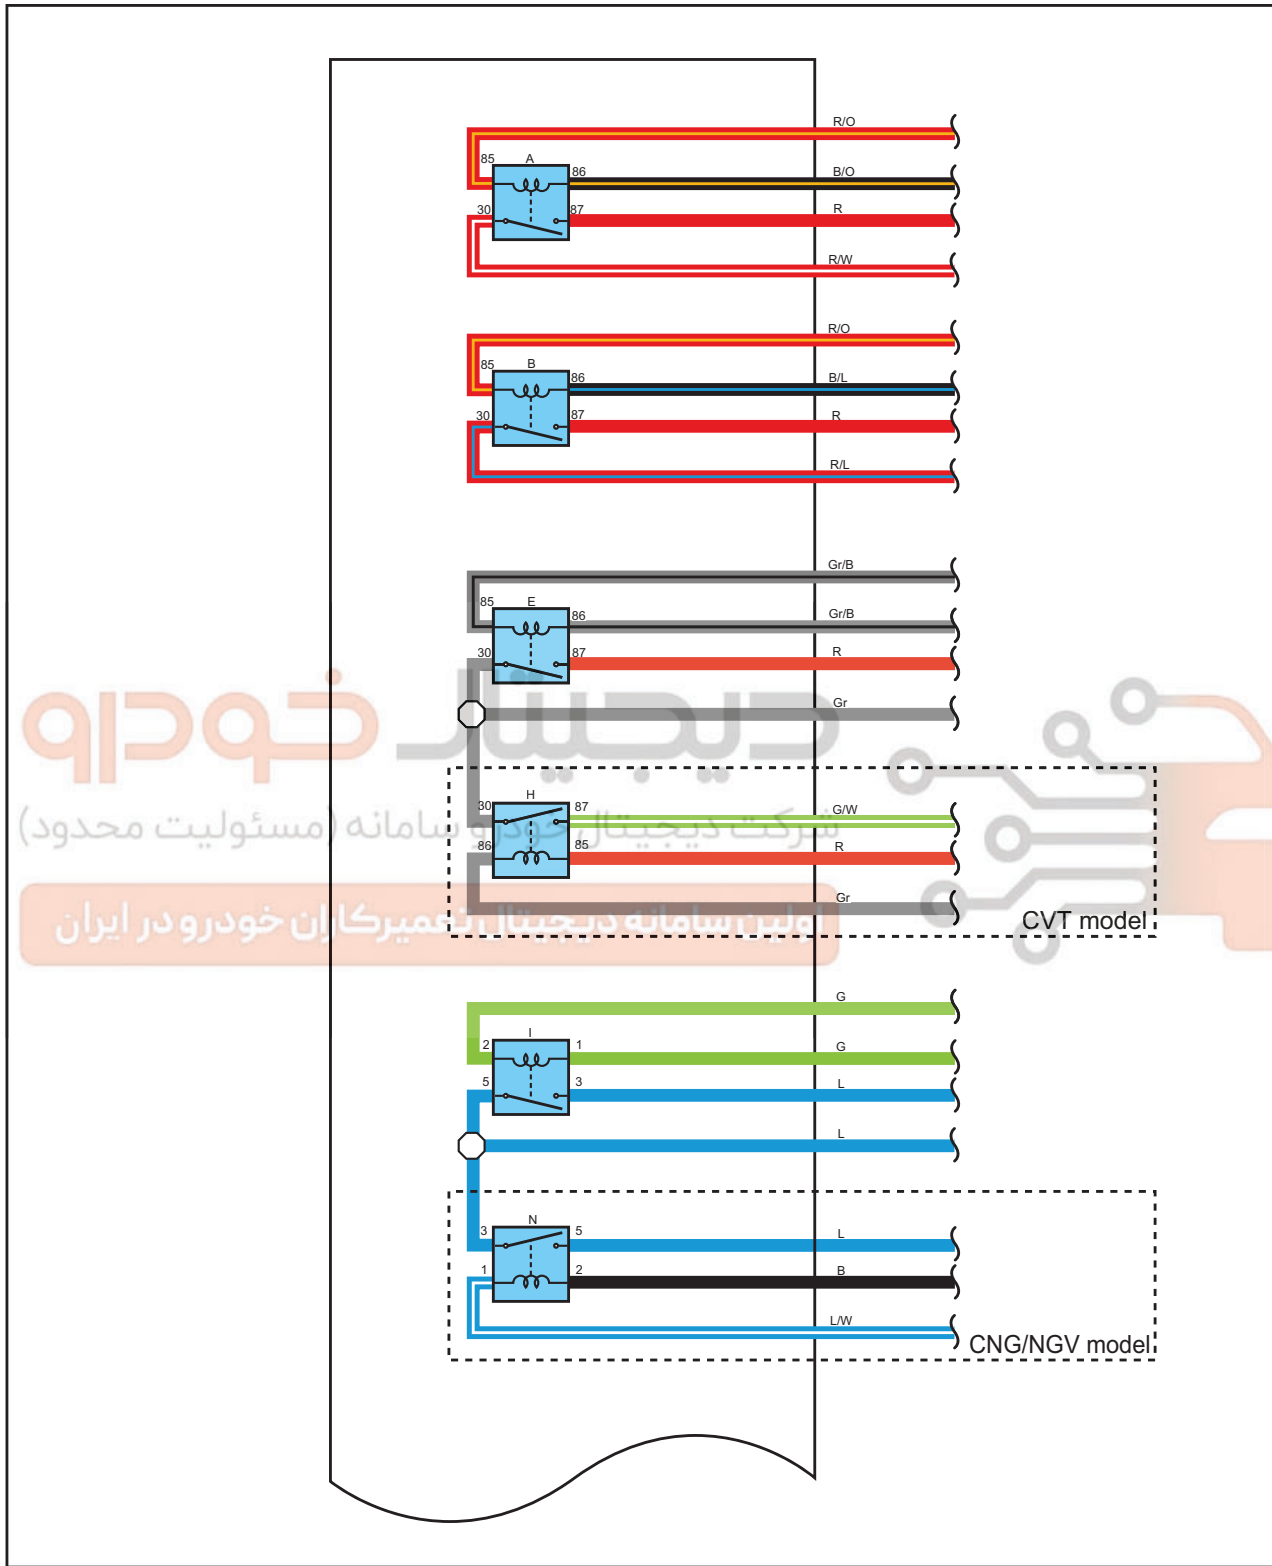 R/O
85 A 86 B/O
30 87 R
R/W
R/O
85 B 86 B/L
30 87 R
R/L
Gr/B
85 E 86 Gr/B
30 87 R
Gr
دیجیتال خودرو
H
30 87 G/W
شرکت دیجیتال خودرو سامانه (مسئولیت محدود)
86 85 R
Gr
اولین سامانه دیجیتال تعمیرکاران خودرو در ایران
CVT model
G
2 I 1 G
5 3 L
L
N
3 5 L
1 2 B
L/W
CNG/NGV model